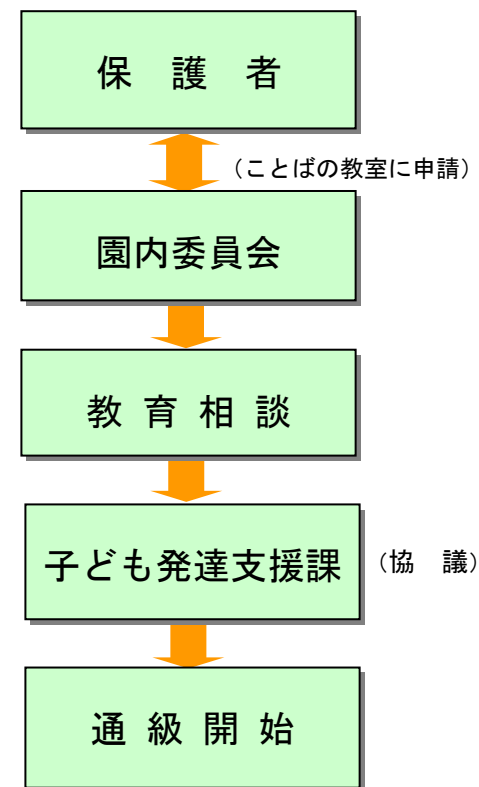 保　護　者
（ことばの教室に申請）
園内委員会
教 育 相 談
子ども発達支援課
（協　議）
通 級 開 始